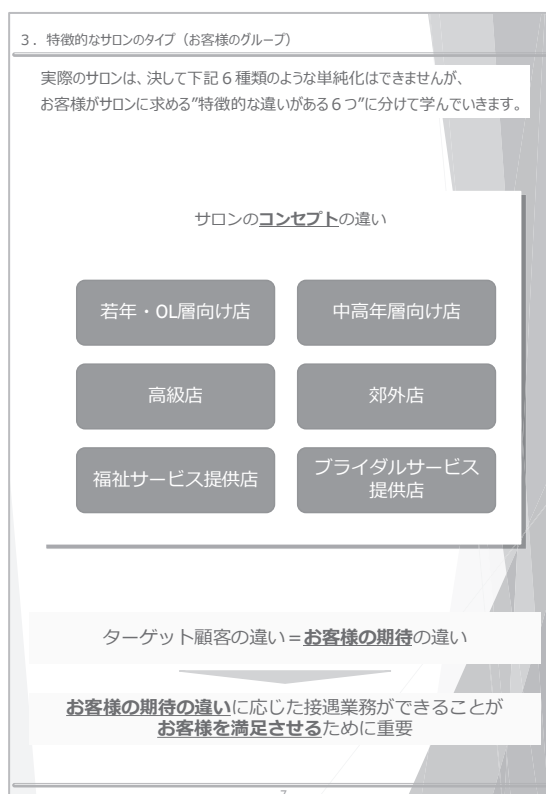 3．特徴的なサロンのタイプ（お客様のグループ）
実際のサロンは、決して下記６種類のような単純化はできませんが、
お客様がサロンに求める”特徴的な違いがある６つ”に分けて学んでいきます。
サロンのコンセプトの違い
若年・OL層向け店
中高年層向け店
高級店
郊外店
福祉サービス提供店
ブライダルサービス
提供店
ターゲット顧客の違い＝お客様の期待の違い
お客様の期待の違いに応じた接遇業務ができることが
お客様を満足させるために重要
7